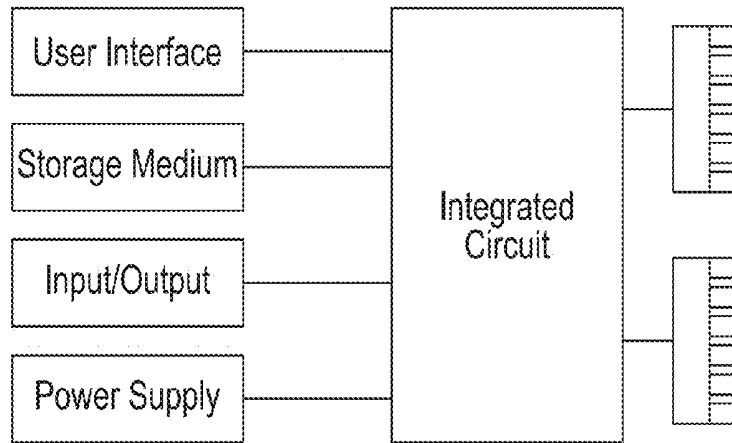 User Interface
Storage Medium
Input/Output
Power Supply
Integrated
Circuit